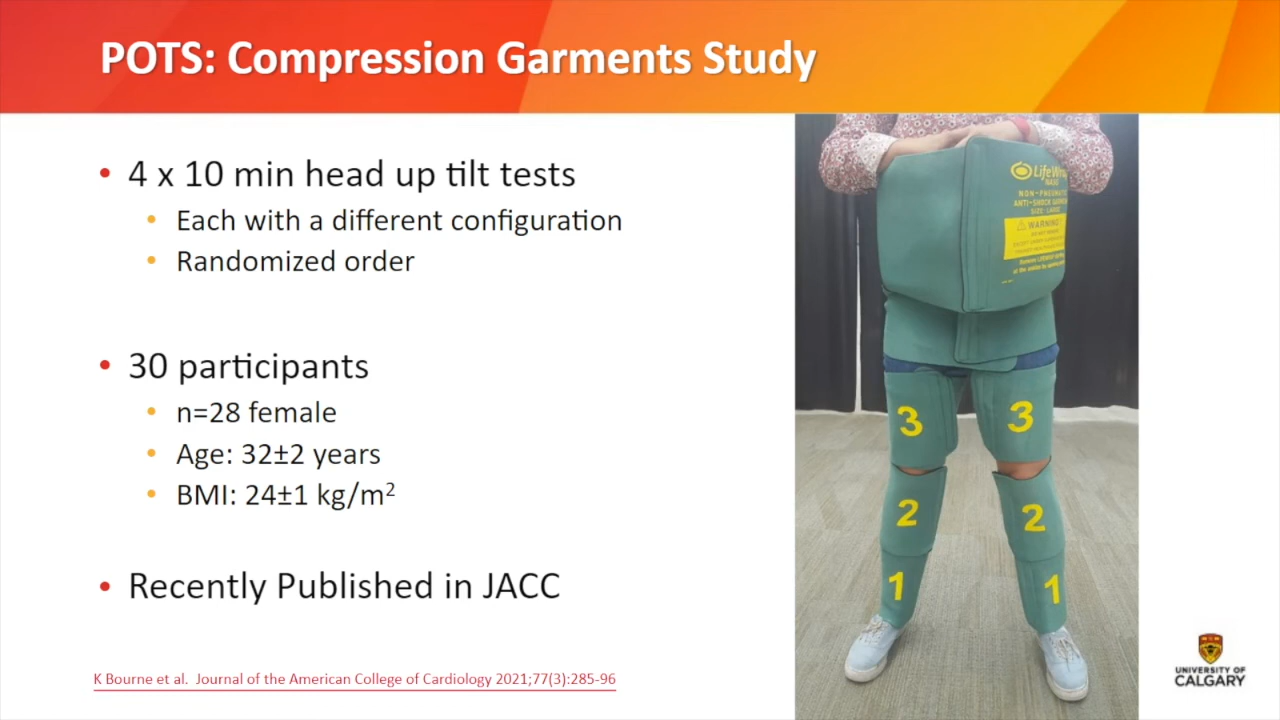 POTS: Compression Garments Study
• 4 x 10 min head up tilt tests
• Each with a different configuration
• Randomized order
• 30 participants
• n=28 female
• Age: 32±2 years
• BMI: 24±1 kg/m²
• Recently Published in JACC
K Bourne et al. Journal of the American College of Cardiology 2021;77(3):285-96
NON-PNEUMATIC
ANTI-SHOCK
SIZE: LARGE
WARNING
3 3
2 2
1 1
UNIVERSITY OF
CALGARY